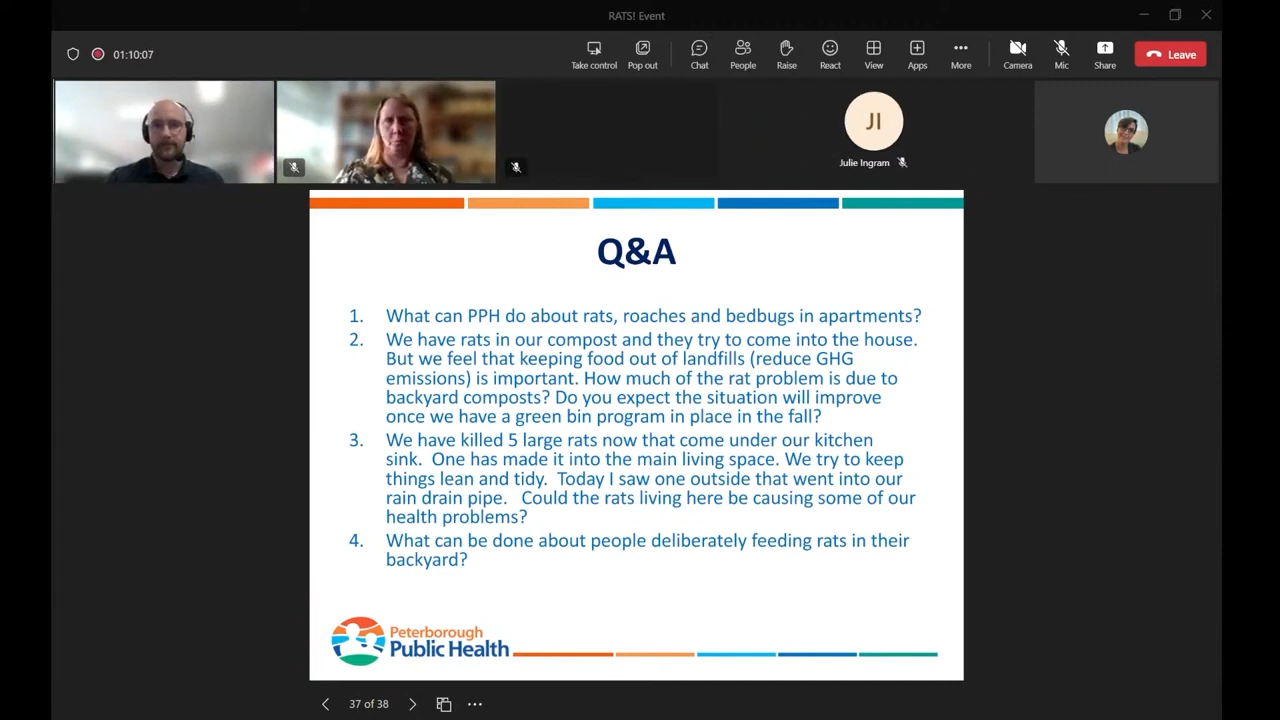 RATS! Event
01:10:07
Take control
Pop out
Chat
People
Raise
React
View
Apps
More
Camera
Mic
Share
Leave
JI
Julie Ingram
Q&A
1. What can PPH do about rats, roaches and bedbugs in apartments?
2. We have rats in our compost and they try to come into the house.
But we feel that keeping food out of landfills (reduce GHG
emissions) is important. How much of the rat problem is due to
backyard composts? Do you expect the situation will improve
once we have a green bin program in place in the fall?
3. We have killed 5 large rats now that come under our kitchen
sink.  One has made it into the main living space. We try to keep
things lean and tidy.  Today I saw one outside that went into our
rain drain pipe.   Could the rats living here be causing some of our
health problems?
4. What can be done about people deliberately feeding rats in their
backyard?
Peterborough
Public Health
37 of 38